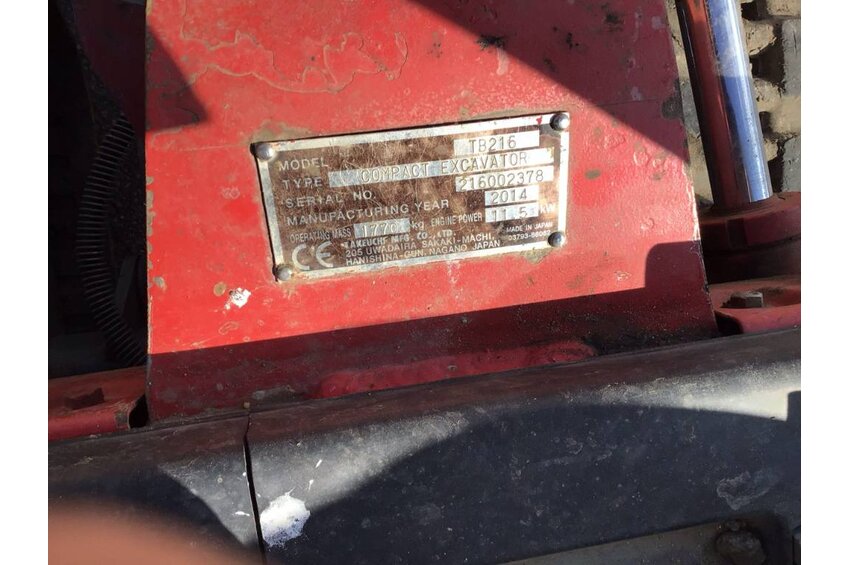 MODEL TB216
TYPE COMPACT EXCAVATOR
SERIAL NO. 216002378
MANUFACTURING YEAR 2014
OPERATING MASS 1770 kg ENGINE POWER 11.5 kW
CE TAKEUCHI MFG CO., LTD. MADE IN JAPAN
205 UWADAIRA SAKAKI-MACHI,
HANISHINA-GUN, NAGANO JAPAN